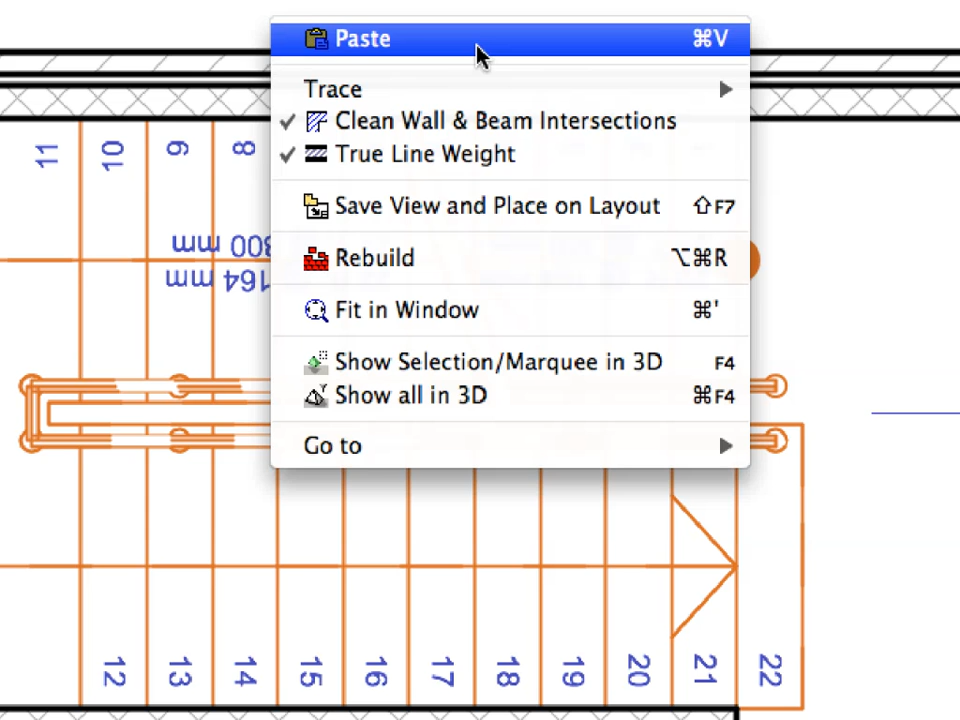 Paste ⌘V
Trace
Clean Wall & Beam Intersections
True Line Weight
Save View and Place on Layout ⇧F7
Rebuild ⌥⌘R
Fit in Window ⌘'
Show Selection/Marquee in 3D F4
Show all in 3D ⌘F4
Go to
11 10 9 8
300 mm
164 mm
12 13 14 15 16 17 18 19 20 21 22